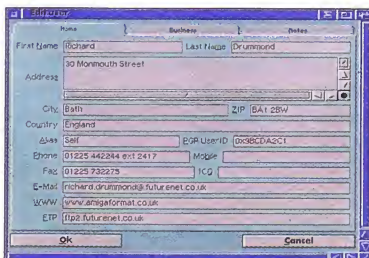 Edit user
Home Business Notes
First Name Richard Last Name Drummond
30 Monmouth Street
Address
City Bath ZIP BA1 2BW
Country England
Alias Self PGP UserID 0x9BCDA2C1
Phone 01225 442244 ext 2417 Mobile
Fax 01225 732275 ICQ
E-Mail richard.drummond@futurenet.co.uk
WWW www.amigaformat.co.uk
FTP ftp2.futurenet.co.uk
Ok Cancel